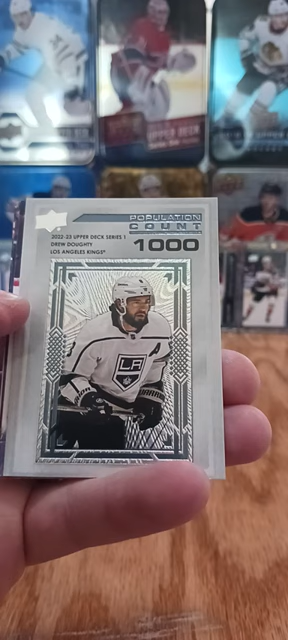 UPPER DECK
POPULATION
COUNT
1000
2022-23 UPPER DECK SERIES 1
DREW DOUGHTY
LOS ANGELES KINGS®
LA
A